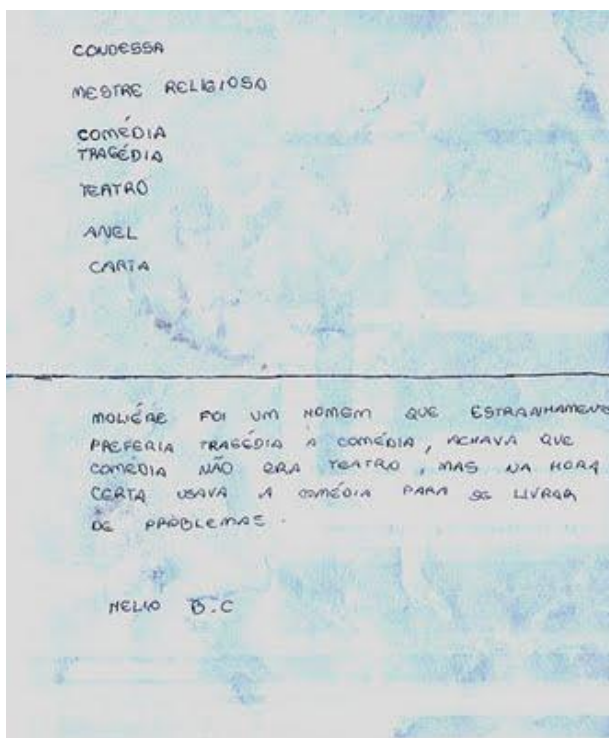 CONDESSA
MESTRE RELIGIOSO
COMÉDIA
TRAGÉDIA
TEATRO
ANEL
CARTA
MOLIÉRE FOI UM HOMEM QUE ESTRANHAMENTE
PREFERIA TRAGÉDIA A COMÉDIA, ACHAVA QUE
COMÉDIA NÃO ERA TEATRO, MAS NA HORA
CERTA USAVA A COMÉDIA PARA SE LIVRAR
DE PROBLEMAS.
HELIO B.C